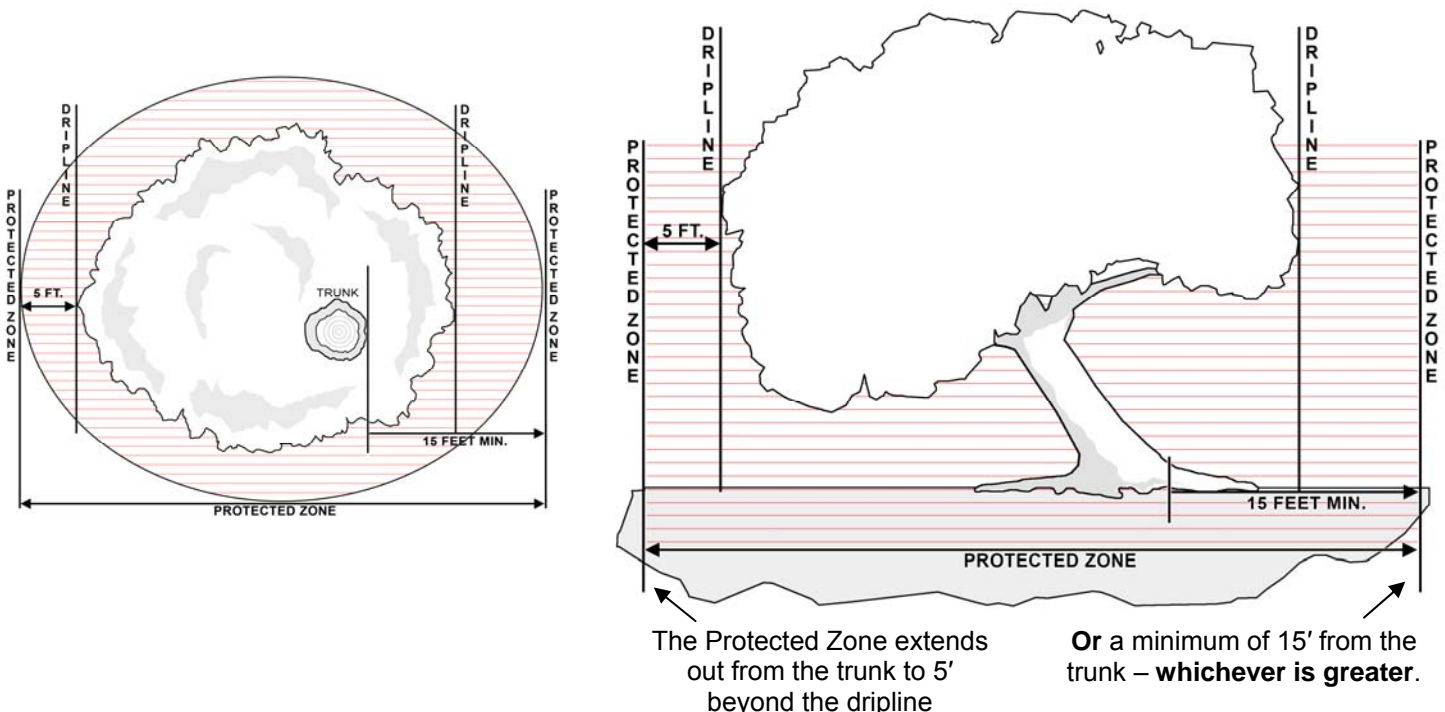 DRIPLINE
DRIPLINE
PROTECTED ZONE
PROTECTED ZONE
5 FT.
TRUNK
15 FEET MIN.
PROTECTED ZONE
DRIPLINE
DRIPLINE
PROTECTED ZONE
PROTECTED ZONE
5 FT.
15 FEET MIN.
PROTECTED ZONE
The Protected Zone extends
out from the trunk to 5′
beyond the dripline
Or a minimum of 15′ from the
trunk – whichever is greater.